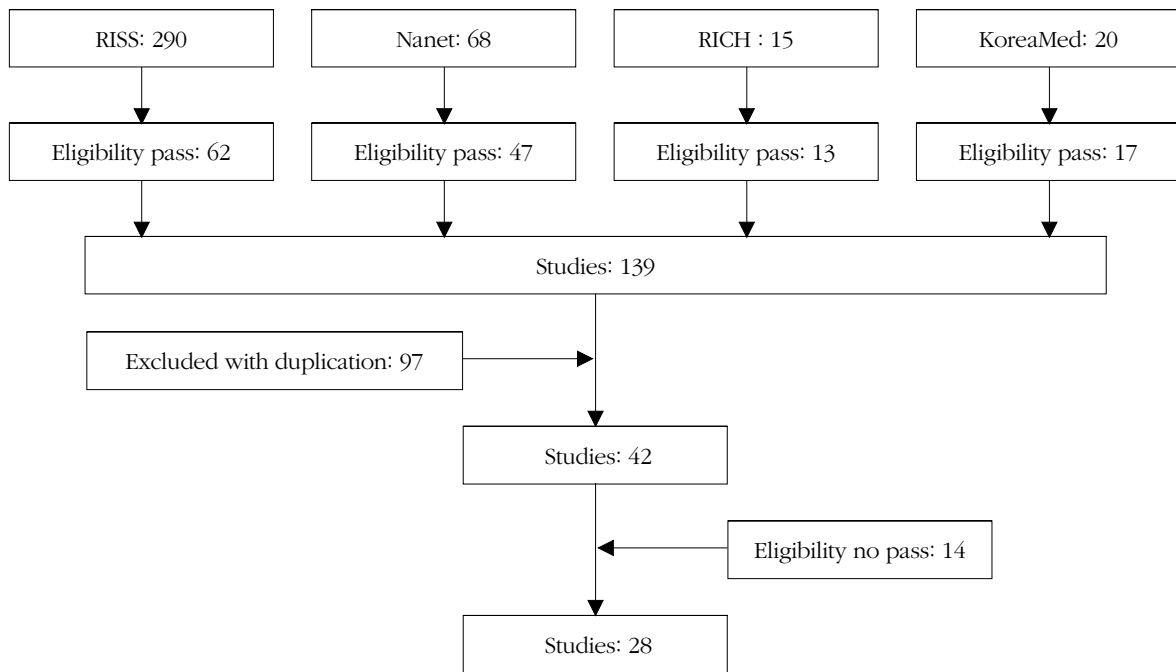 RISS: 290
Nanet: 68
RICH : 15
KoreaMed: 20
Eligibility pass: 62
Eligibility pass: 47
Eligibility pass: 13
Eligibility pass: 17
Studies: 139
Excluded with duplication: 97
Studies: 42
Eligibility no pass: 14
Studies: 28